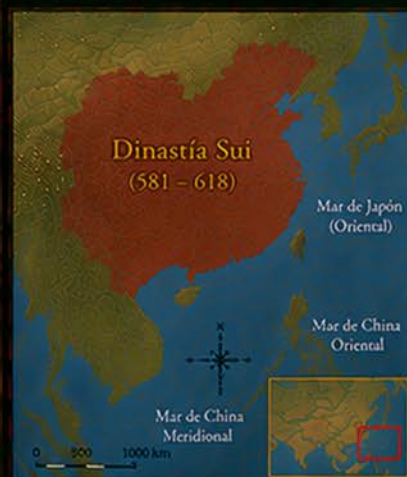 Dinastía Sui
(581 – 618)
Mar de Japón
(Oriental)
Mar de China
Oriental
N
Mar de China
Meridional
0 500 1000 km